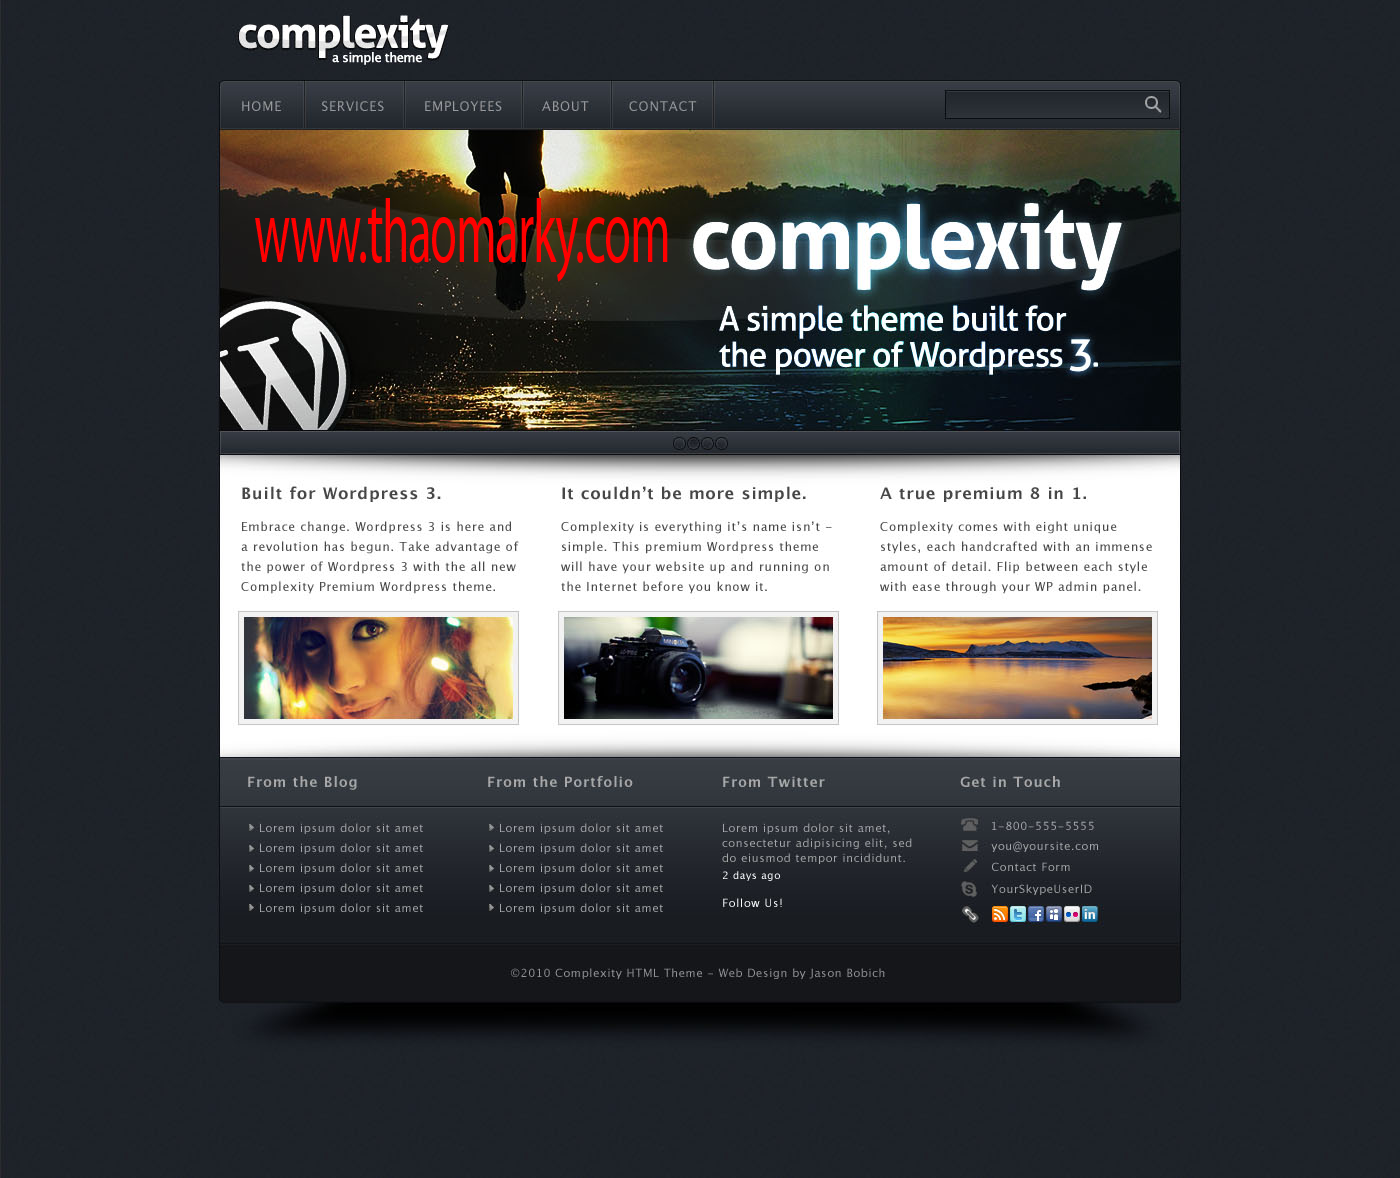 complexity
a simple theme
HOME SERVICES EMPLOYEES ABOUT CONTACT
www.thaomarky.com
complexity
A simple theme built for
the power of Wordpress 3.
Built for Wordpress 3.
Embrace change. Wordpress 3 is here and
a revolution has begun. Take advantage of
the power of Wordpress 3 with the all new
Complexity Premium Wordpress theme.
It couldn't be more simple.
Complexity is everything it's name isn't –
simple. This premium Wordpress theme
will have your website up and running on
the Internet before you know it.
A true premium 8 in 1.
Complexity comes with eight unique
styles, each handcrafted with an immense
amount of detail. Flip between each style
with ease through your WP admin panel.
MINOLTA
From the Blog
Lorem ipsum dolor sit amet
Lorem ipsum dolor sit amet
Lorem ipsum dolor sit amet
Lorem ipsum dolor sit amet
Lorem ipsum dolor sit amet
From the Portfolio
Lorem ipsum dolor sit amet
Lorem ipsum dolor sit amet
Lorem ipsum dolor sit amet
Lorem ipsum dolor sit amet
Lorem ipsum dolor sit amet
From Twitter
Lorem ipsum dolor sit amet,
consectetur adipisicing elit, sed
do eiusmod tempor incididunt.
2 days ago
Follow Us!
Get in Touch
1-800-555-5555
you@yoursite.com
Contact Form
YourSkypeUserID
©2010 Complexity HTML Theme – Web Design by Jason Bobich